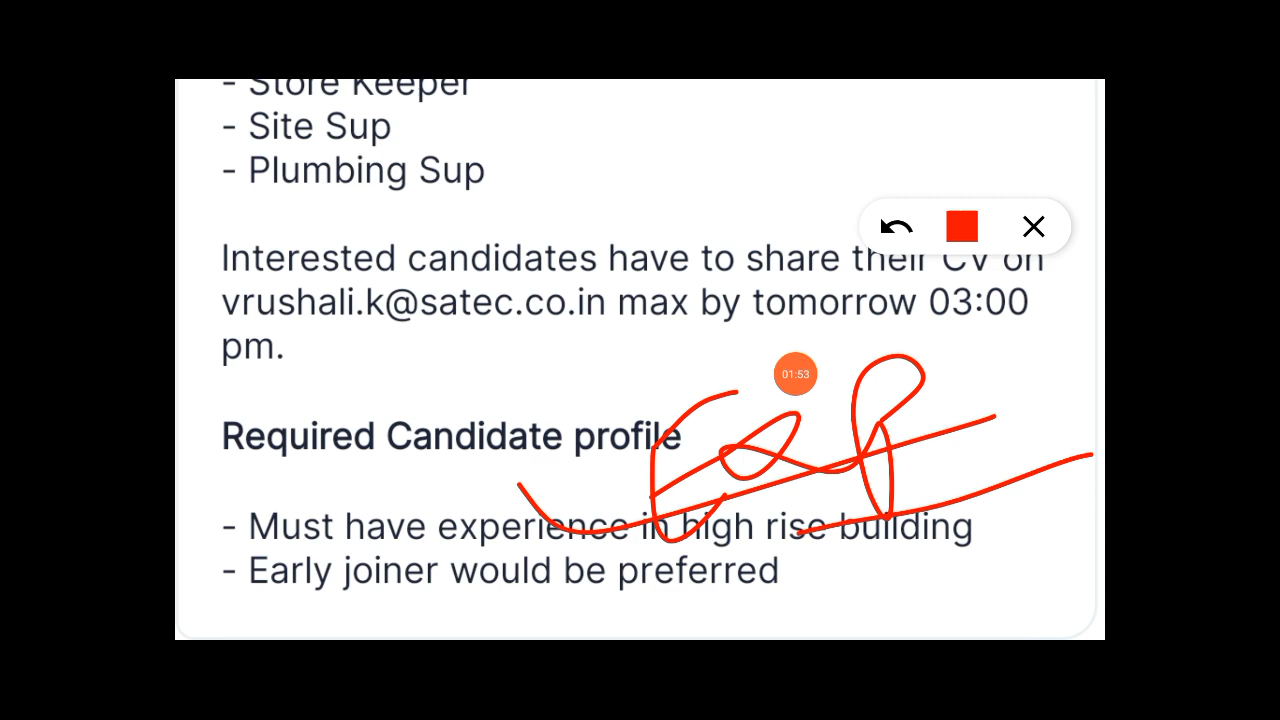 - Store Keeper
- Site Sup
- Plumbing Sup
Interested candidates have to share their CV on
vrushali.k@satec.co.in max by tomorrow 03:00
pm.
01:53
Required Candidate profile
- Must have experience in high rise building
- Early joiner would be preferred